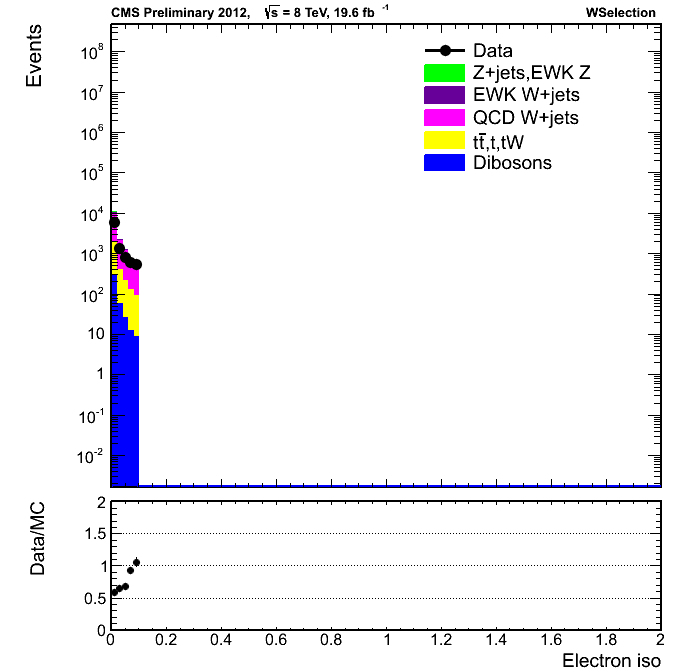 CMS Preliminary 2012, √s = 8 TeV, 19.6 fb⁻¹ WSelection
Events
10⁸
10⁷
10⁶
10⁵
10⁴
10³
10²
10
1
10⁻¹
10⁻²
Data
Z+jets,EWK Z
EWK W+jets
QCD W+jets
tt̄,t,tW
Dibosons
Data/MC
2
1.5
1
0.5
0
0 0.2 0.4 0.6 0.8 1 1.2 1.4 1.6 1.8 2
Electron iso